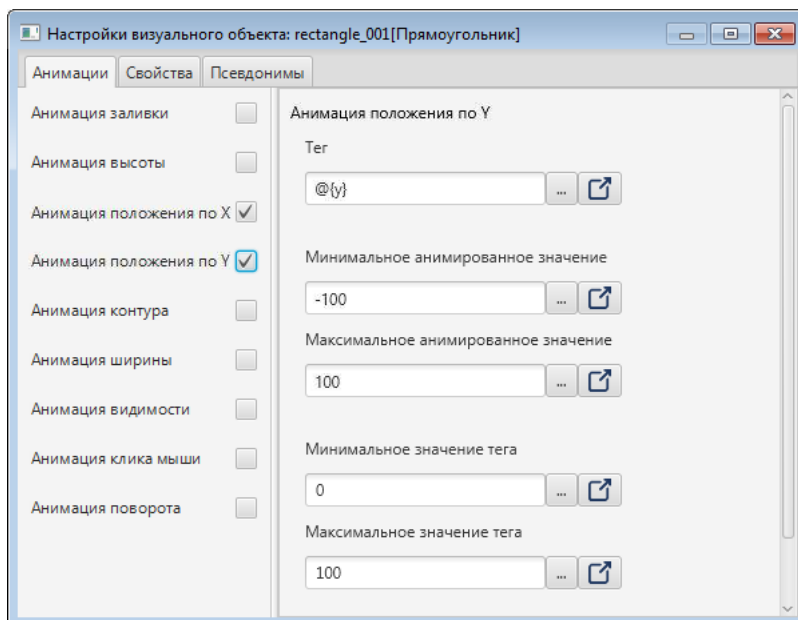 Настройки визуального объекта: rectangle_001[Прямоугольник]
Анимации Свойства Псевдонимы
Анимация заливки
Анимация высоты
Анимация положения по X
Анимация положения по Y
Анимация контура
Анимация ширины
Анимация видимости
Анимация клика мыши
Анимация поворота
Анимация положения по Y
Тег
@{y} ...
Минимальное анимированное значение
-100 ...
Максимальное анимированное значение
100 ...
Минимальное значение тега
0 ...
Максимальное значение тега
100 ...